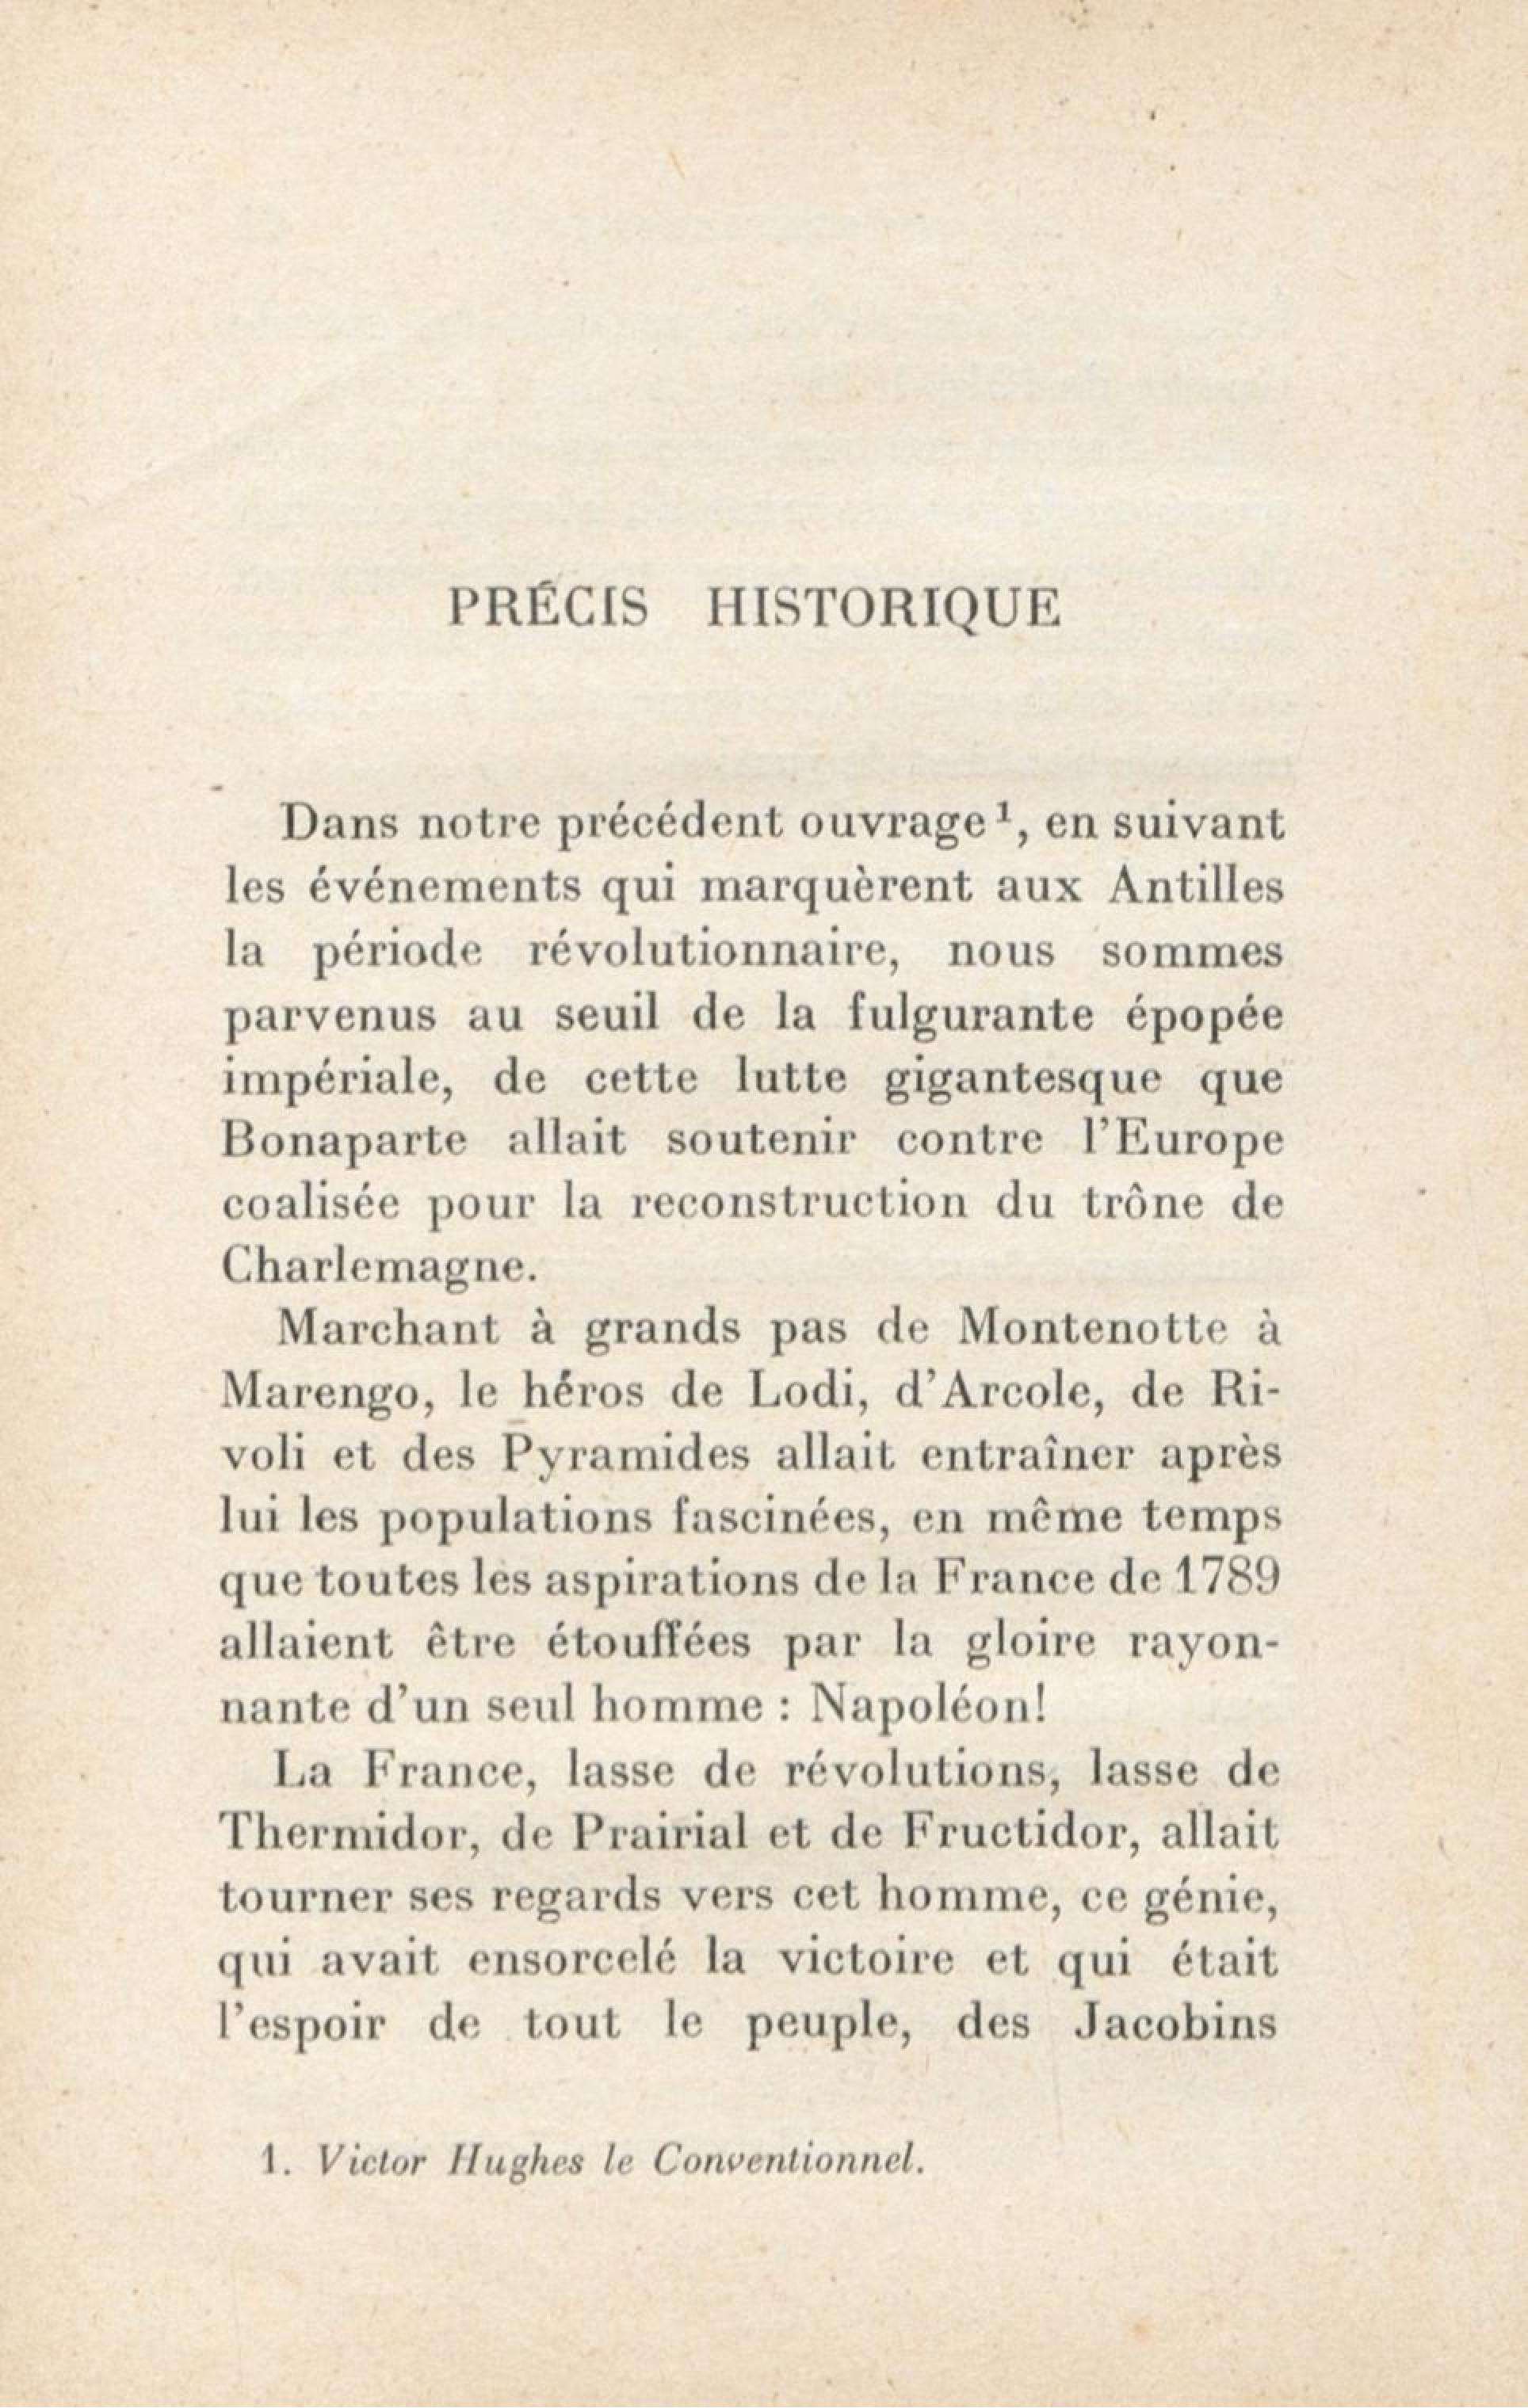 PRÉCIS HISTORIQUE
Dans notre précédent ouvrage¹, en suivant
les événements qui marquèrent aux Antilles
la période révolutionnaire, nous sommes
parvenus au seuil de la fulgurante épopée
impériale, de cette lutte gigantesque que
Bonaparte allait soutenir contre l'Europe
coalisée pour la reconstruction du trône de
Charlemagne.
Marchant à grands pas de Montenotte à
Marengo, le héros de Lodi, d'Arcole, de Ri-
voli et des Pyramides allait entraîner après
lui les populations fascinées, en même temps
que toutes les aspirations de la France de 1789
allaient être étouffées par la gloire rayon-
nante d'un seul homme : Napoléon!
La France, lasse de révolutions, lasse de
Thermidor, de Prairial et de Fructidor, allait
tourner ses regards vers cet homme, ce génie,
qui avait ensorcelé la victoire et qui était
l'espoir de tout le peuple, des Jacobins
1. Victor Hughes le Conventionnel.